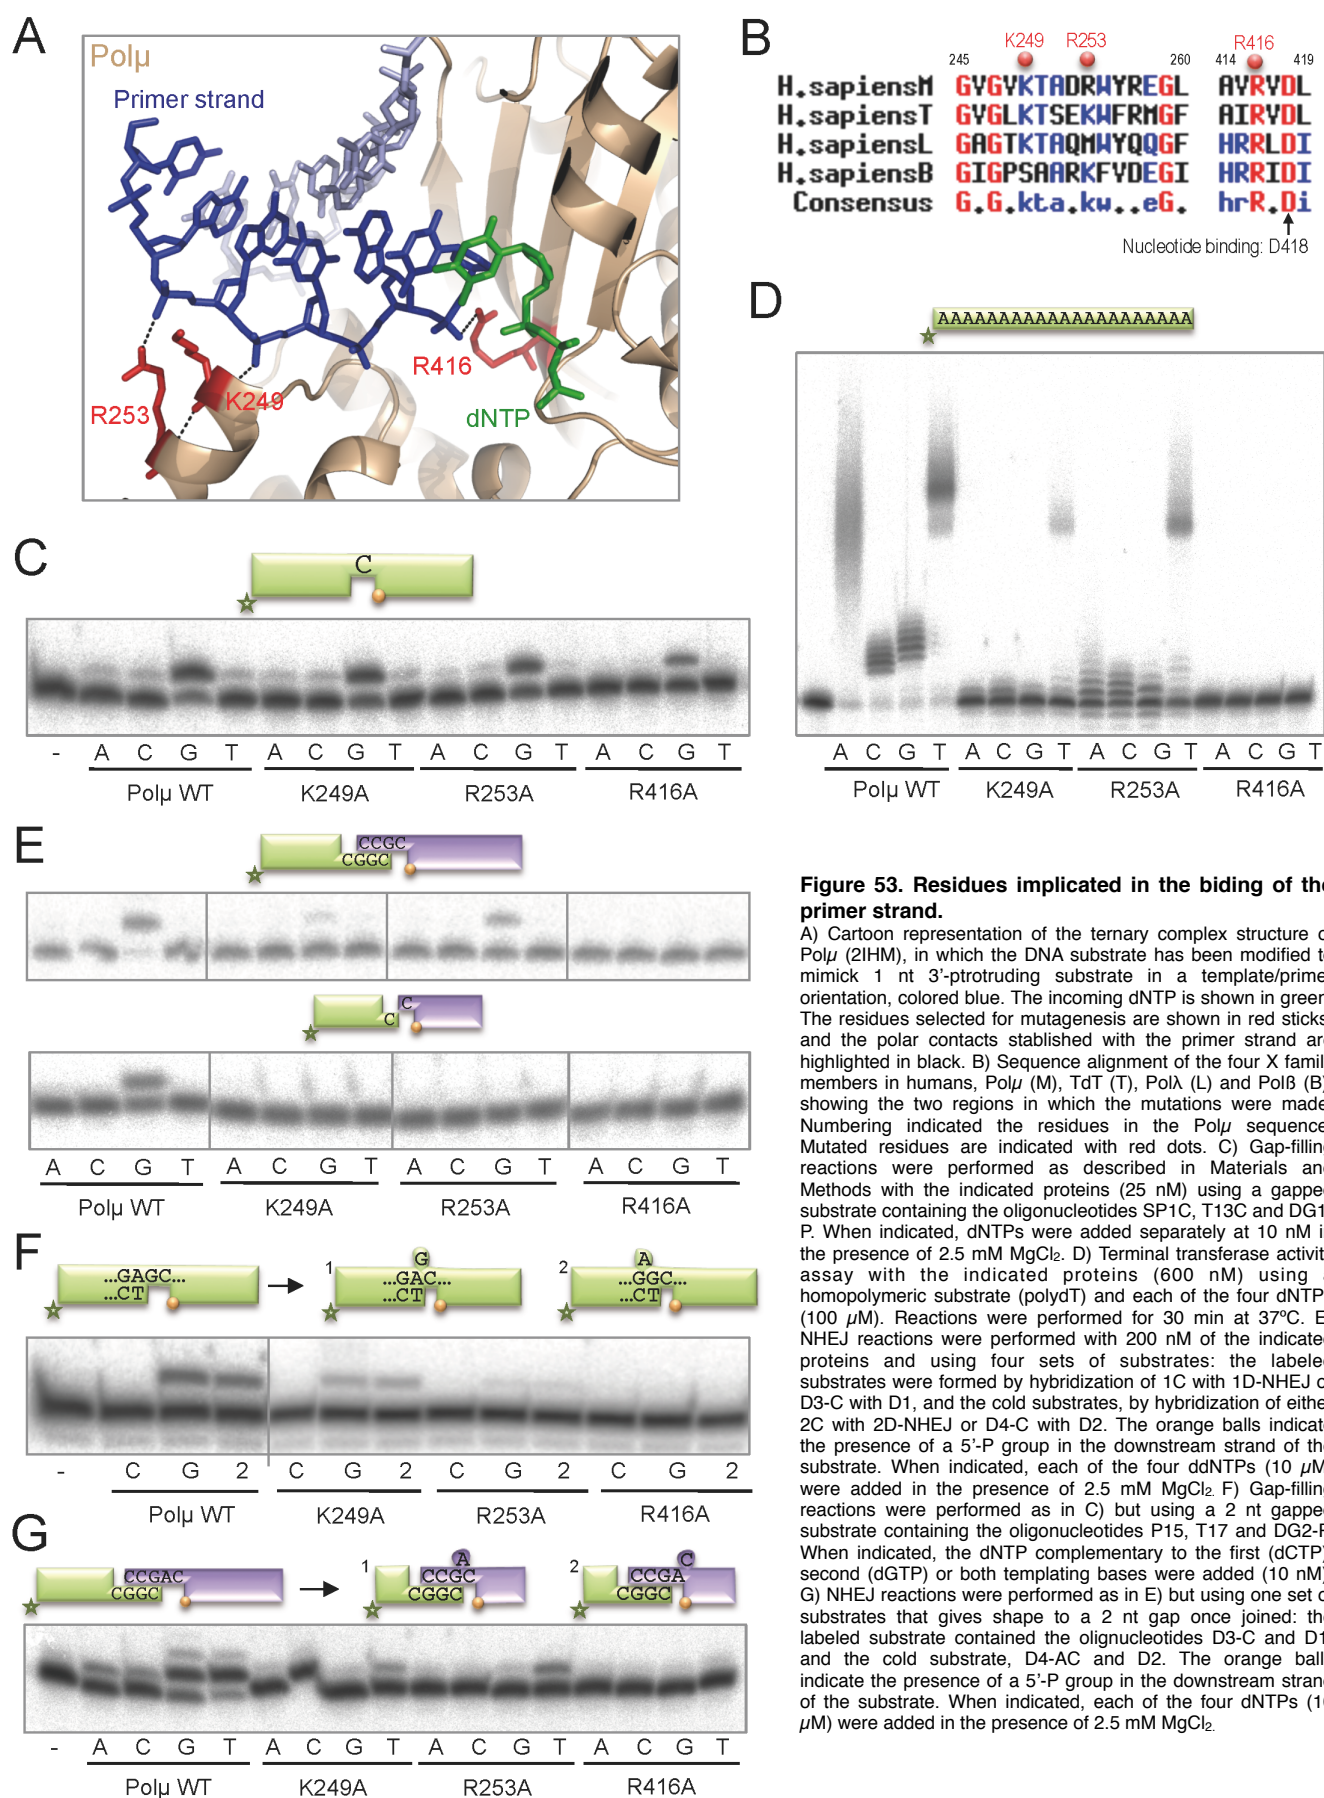 A
Polμ
Primer strand
R253
K249
R416
dNTP
B
K249 R253 R416
245 260 414 419
H.sapiensM GVGVKTADRWYREGL AVRVDL
H.sapiensT GVGLKTSEKWFRMGF AIRVDL
H.sapiensL GAGTKTAQMWYQQGF HRRLDI
H.sapiensB GIGPSAARKFVDEGI HRRIDI
Consensus G.G.kta.kw..eG. hrR.Di
Nucleotide binding: D418
C
C
- A C G T A C G T A C G T A C G T
Polμ WT K249A R253A R416A
D
AAAAAAAAAAAAAAAAAAAAA
A C G T A C G T A C G T A C G T
Polμ WT K249A R253A R416A
E
CCGC
CGGC
C
C
A C G T A C G T A C G T A C G T
Polμ WT K249A R253A R416A
F
...GAGC...
...CT
1
G
...GAC...
...CT
2
A
...GGC...
...CT
- C G 2 C G 2 C G 2 C G 2
Polμ WT K249A R253A R416A
G
CCGAC
CGGC
1
A
CCGC
CGGC
2
C
CCGA
CGGC
- A C G T A C G T A C G T A C G T
Polμ WT K249A R253A R416A
Figure 53. Residues implicated in the biding of the
primer strand.
A) Cartoon representation of the ternary complex structure
Polμ (2IHM), in which the DNA substrate has been modified
mimick 1 nt 3'-ptrotruding substrate in a template/prime
orientation, colored blue. The incoming dNTP is shown in green
The residues selected for mutagenesis are shown in red sticks
and the polar contacts stablished with the primer strand are
highlighted in black. B) Sequence alignment of the four X famil
members in humans, Polμ (M), TdT (T), Polλ (L) and Polß (B)
showing the two regions in which the mutations were made
Numbering indicated the residues in the Polμ sequence
Mutated residues are indicated with red dots. C) Gap-filling
reactions were performed as described in Materials and
Methods with the indicated proteins (25 nM) using a gapped
substrate containing the oligonucleotides SP1C, T13C and DG1
P. When indicated, dNTPs were added separately at 10 nM i
the presence of 2.5 mM MgCl2. D) Terminal transferase activit
assay with the indicated proteins (600 nM) using
homopolymeric substrate (polydT) and each of the four dNTP
(100 μM). Reactions were performed for 30 min at 37ºC. E
NHEJ reactions were performed with 200 nM of the indicated
proteins and using four sets of substrates: the labeled
substrates were formed by hybridization of 1C with 1D-NHEJ o
D3-C with D1, and the cold substrates, by hybridization of eithe
2C with 2D-NHEJ or D4-C with D2. The orange balls indicate
the presence of a 5'-P group in the downstream strand of the
substrate. When indicated, each of the four ddNTPs (10 μM
were added in the presence of 2.5 mM MgCl2. F) Gap-filling
reactions were performed as in C) but using a 2 nt gapped
substrate containing the oligonucleotides P15, T17 and DG2-P
When indicated, the dNTP complementary to the first (dCTP)
second (dGTP) or both templating bases were added (10 nM)
G) NHEJ reactions were performed as in E) but using one set o
substrates that gives shape to a 2 nt gap once joined: the
labeled substrate contained the olignucleotides D3-C and D1
and the cold substrate, D4-AC and D2. The orange ball
indicate the presence of a 5'-P group in the downstream strand
of the substrate. When indicated, each of the four dNTPs (10
μM) were added in the presence of 2.5 mM MgCl2.